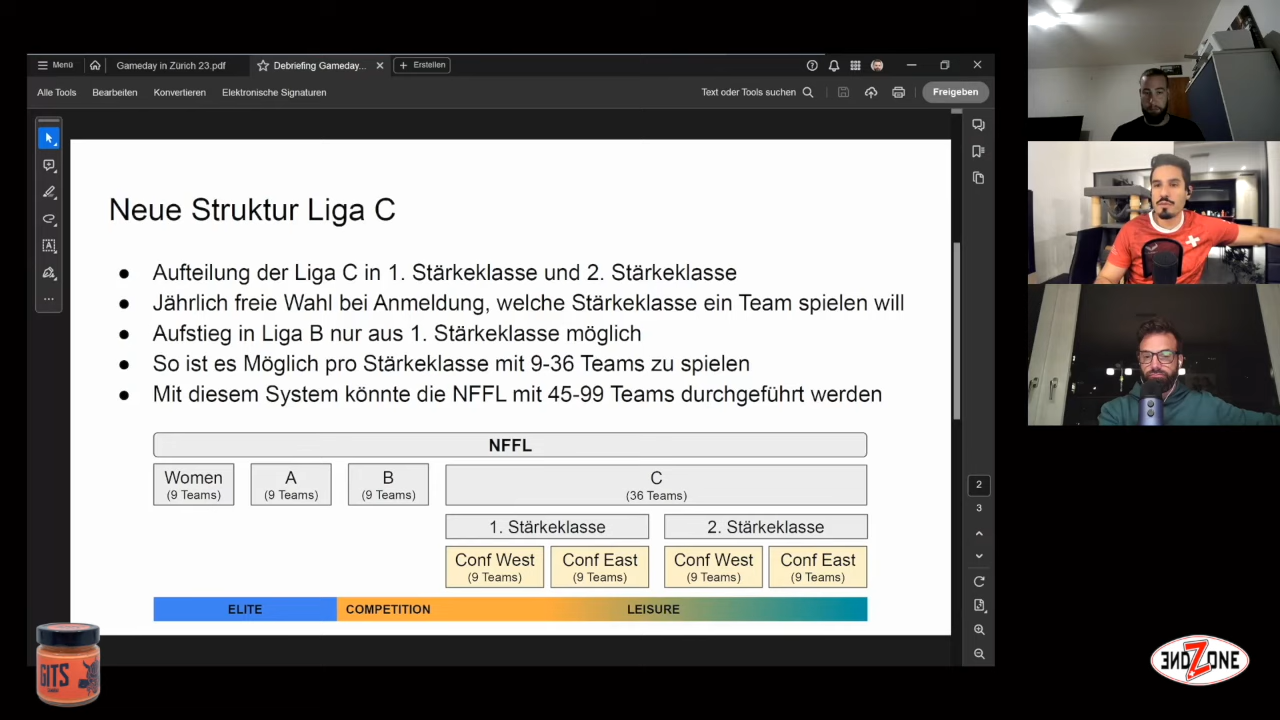 Menü
Gameday in Zürich 23.pdf
Debriefing Gameday...
Erstellen
Alle Tools
Bearbeiten
Konvertieren
Elektronische Signaturen
Text oder Tools suchen
Freigeben
Neue Struktur Liga C
● Aufteilung der Liga C in 1. Stärkeklasse und 2. Stärkeklasse
● Jährlich freie Wahl bei Anmeldung, welche Stärkeklasse ein Team spielen will
● Aufstieg in Liga B nur aus 1. Stärkeklasse möglich
● So ist es Möglich pro Stärkeklasse mit 9-36 Teams zu spielen
● Mit diesem System könnte die NFFL mit 45-99 Teams durchgeführt werden
NFFL
Women
(9 Teams)
A
(9 Teams)
B
(9 Teams)
C
(36 Teams)
1. Stärkeklasse
2. Stärkeklasse
Conf West
(9 Teams)
Conf East
(9 Teams)
Conf West
(9 Teams)
Conf East
(9 Teams)
ELITE
COMPETITION
LEISURE
2
3
GITS
ENDZONE